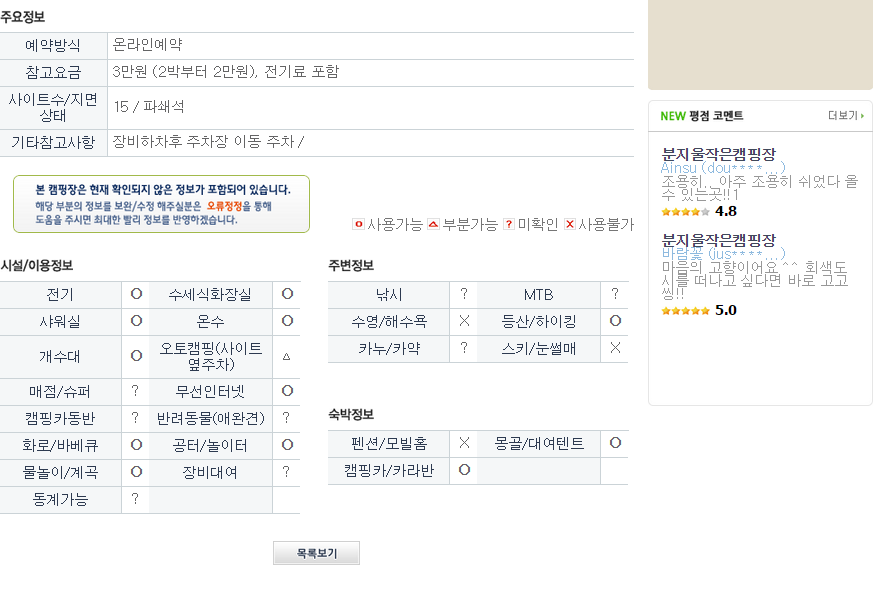 주요정보
예약방식 온라인예약
참고요금 3만원 (2박부터 2만원), 전기료 포함
사이트수/지면
상태 15 / 파쇄석
기타참고사항 장비하차후 주차장 이동 주차 /
본 캠핑장은 현재 확인되지 않은 정보가 포함되어 있습니다.
해당 부분의 정보를 보완/수정 해주실분은 오류정정을 통해
도움을 주시면 최대한 빨리 정보를 반영하겠습니다.
O 사용가능 △ 부분가능 ? 미확인 X 사용불가
시설/이용정보
전기 O 수세식화장실 O
샤워실 O 온수 O
개수대 O 오토캠핑(사이트
옆주차) △
매점/슈퍼 ? 무선인터넷 O
캠핑카동반 ? 반려동물(애완견) ?
화로/바베큐 O 공터/놀이터 O
물놀이/계곡 O 장비대여 ?
동계가능 ?
주변정보
낚시 ? MTB ?
수영/해수욕 X 등산/하이킹 O
카누/카약 ? 스키/눈썰매 X
숙박정보
펜션/모빌홈 X 몽골/대여텐트 O
캠핑카/카라반 O
목록보기
NEW 평점 코멘트 더보기
분지울작은캠핑장
Ainsu (dou****...)
조용히.. 아주 조용히 쉬었다 올
수 있는곳!!1
4.8
분지울작은캠핑장
바람꽃 (jus****...)
마음의 고향이어요^^ 회색도
시를 떠나고 싶다면 바로 고고
씽!!
5.0